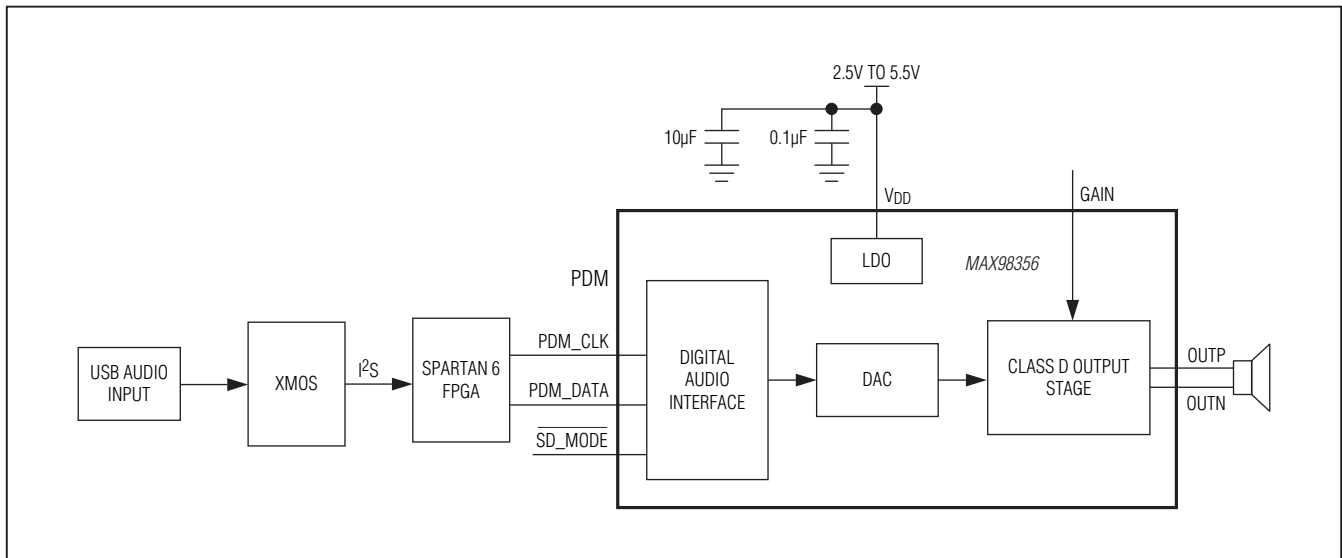 2.5V TO 5.5V
10µF
0.1µF
VDD
GAIN
LDO
MAX98356
PDM
USB AUDIO
INPUT
XMOS
I2S
SPARTAN 6
FPGA
PDM_CLK
PDM_DATA
SD_MODE
DIGITAL
AUDIO
INTERFACE
DAC
CLASS D OUTPUT
STAGE
OUTP
OUTN